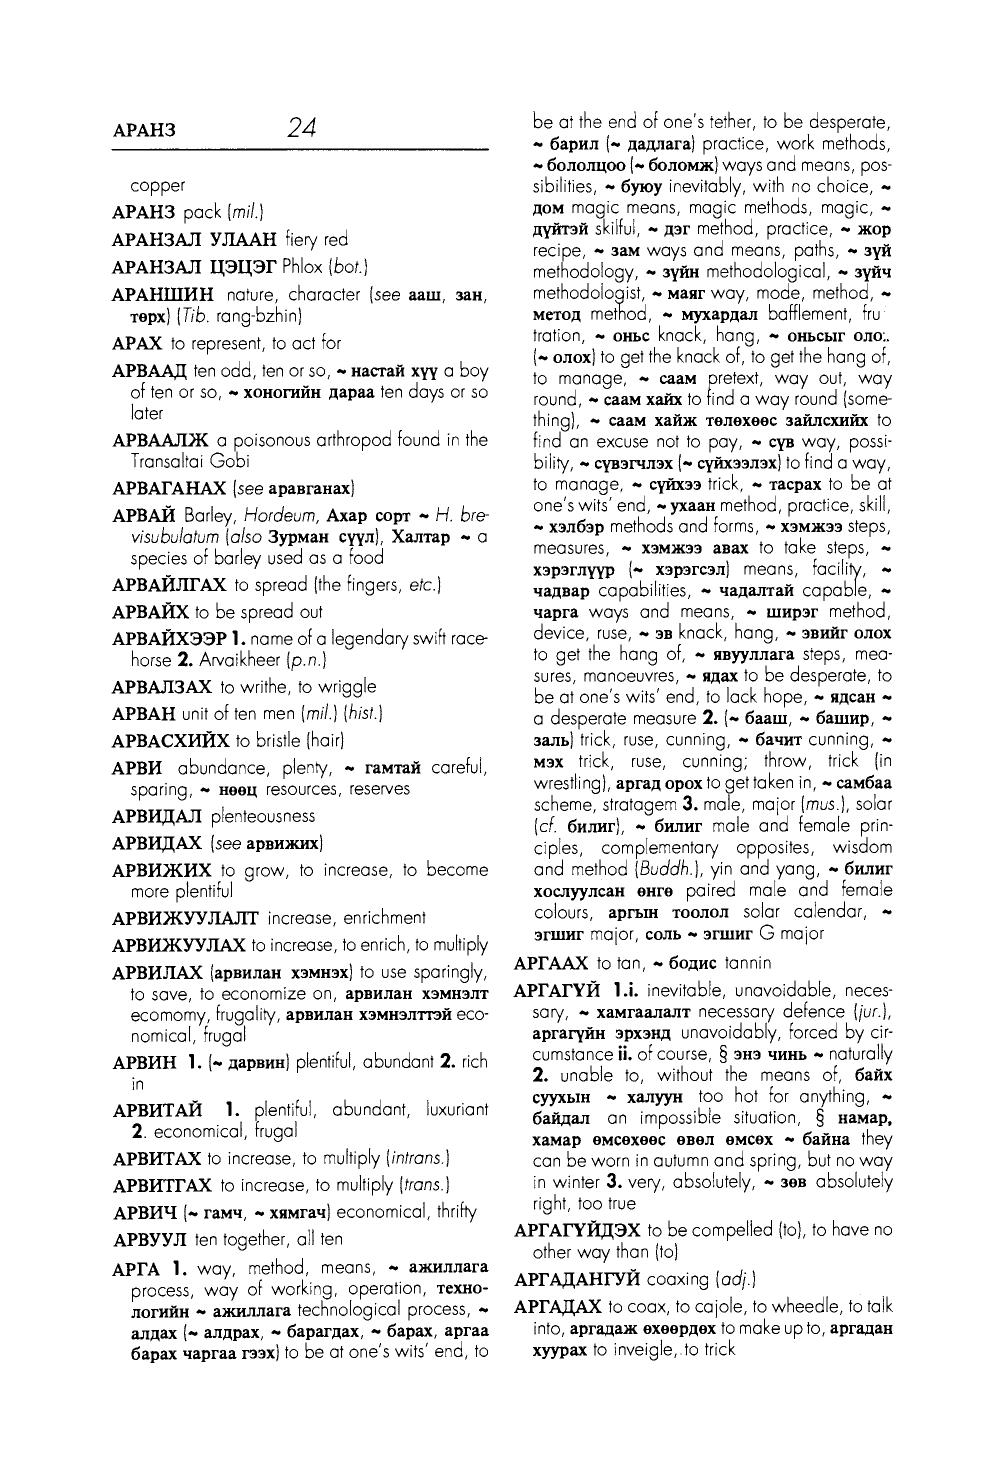 АРАНЗ 24
copper
АРАНЗ pack (mil.)
АРАНЗАЛ УЛААН fiery red
АРАНЗАЛ ЦЭЦЭГ Phlox (bot.)
АРАНШИН nature, character (see ааш, зан,
төрх) (Tib. rang-bzhin)
АРАХ to represent, to act for
АРВААД ten odd, ten or so, ~ настай хүү a boy
of ten or so, ~ хоногийн дараа ten days or so
later
АРВААЛЖ a poisonous arthropod found in the
Transaltai Gobi
АРВАГАНАХ (see аравганах)
АРВАЙ Barley, Hordeum, Ахар сорт ~ H. bre-
visubulatum (also Зурман сүүл), Халтар ~ a
species of barley used as a food
АРВАЙЛГАХ to spread (the fingers, etc.)
АРВАЙХ to be spread out
АРВАЙХЭЭР 1. name of a legendary swift race-
horse 2. Arvaikheer (p.n.)
АРВАЛЗАХ to writhe, to wriggle
АРВАН unit of ten men (mil.) (hist.)
АРВАСХИЙХ to bristle (hair)
АРВИ abundance, plenty, ~ гамтай careful,
sparing, ~ нөөц resources, reserves
АРВИДАЛ plenteousness
АРВИДАХ (see арвижих)
АРВИЖИХ to grow, to increase, to become
more plentiful
АРВИЖУУЛАЛТ increase, enrichment
АРВИЖУУЛАХ to increase, to enrich, to multiply
АРВИЛАХ (арвилан хэмнэх) to use sparingly,
to save, to economize on, арвилан хэмнэлт
ecomomy, frugality, арвилан хэмнэлттэй eco-
nomical, frugal
АРВИН 1. (~ дарвин) plentiful, abundant 2. rich
in
АРВИТАЙ 1. plentiful, abundant, luxuriant
2. economical, frugal
АРВИТАХ to increase, to multiply (intrans.)
АРВИТГАХ to increase, to multiply (trans.)
АРВИЧ (~ гамч, ~ хямгач) economical, thrifty
АРВУУЛ ten together, all ten
АРГА 1. way, method, means, ~ ажиллага
process, way of working, operation, техно-
логийн ~ ажиллага technological process, ~
алдах (~ алдрах, ~ барагдах, ~ барах, аргаа
барах чаргаа гээх) to be at one's wits' end, to
be at the end of one's tether, to be desperate,
~ барил (~ дадлага) practice, work methods,
~ бололцоо (~ боломж) ways and means, pos-
sibilities, ~ буюу inevitably, with no choice, ~
дом magic means, magic methods, magic, ~
дүйтэй skilful, ~ дэг method, practice, ~ жор
recipe, ~ зам ways and means, paths, ~ зүй
methodology, ~ зүйн methodological, ~ зүйч
methodologist, ~ маяг way, mode, method, ~
метод method, ~ мухардал bafflement, fru
tration, ~ оньс knack, hang, ~ оньсыг оло:.
(~ олох) to get the knack of, to get the hang of,
to manage, ~ саам pretext, way out, way
round, ~ саам хайх to find a way round (some-
thing), ~ саам хайж төлөхөөс зайлсхийх to
find an excuse not to pay, ~ сүв way, possi-
bility, ~ сүвэгчлэх (~ сүйхээлэх) to find a way,
to manage, ~ сүйхээ trick, ~ тасрах to be at
one's wits' end, ~ ухаан method, practice, skill,
~ хэлбэр methods and forms, ~ хэмжээ steps,
measures, ~ хэмжээ авах to take steps, ~
хэрэглүүр (~ хэрэгсэл) means, facility, ~
чадвар capabilities, ~ чадалтай capable, ~
чарга ways and means, ~ ширэг method,
device, ruse, ~ эв knack, hang, ~ эвийг олох
to get the hang of, ~ явууллага steps, mea-
sures, manoeuvres, ~ ядах to be desperate, to
be at one's wits' end, to lack hope, ~ ядсан ~
a desperate measure 2. (~ бааш, ~ башир, ~
заль) trick, ruse, cunning, ~ бачит cunning, ~
мэх trick, ruse, cunning; throw, trick (in
wrestling), аргад орох to get taken in, ~ самбаа
scheme, stratagem 3. male, major (mus.), solar
(cf. билиг), ~ билиг male and female prin-
ciples, complementary opposites, wisdom
and method (Buddh.), yin and yang, ~ билиг
хослуулсан өнгө paired male and female
colours, аргын тоолол solar calendar, ~
эгшиг major, соль ~ эгшиг G major
АРГААХ to tan, ~ бодис tannin
АРГАГҮЙ 1.i. inevitable, unavoidable, neces-
sary, ~ хамгаалалт necessary defence (jur.),
аргагүйн эрхэнд unavoidably, forced by cir-
cumstance ii. of course, § энэ чинь ~ naturally
2. unable to, without the means of, байх
суухын ~ халуун too hot for anything, ~
байдал an impossible situation, § намар,
хамар өмсөхөөс өвөл өмсөх ~ байна they
can be worn in autumn and spring, but no way
in winter 3. very, absolutely, ~ зөв absolutely
right, too true
АРГАГҮЙДЭХ to be compelled (to), to have no
other way than (to)
АРГАДАНГУЙ coaxing (adj.)
АРГАДАХ to coax, to cajole, to wheedle, to talk
into, аргадаж өхөөрдөх to make up to, аргадан
хуурах to inveigle, to trick